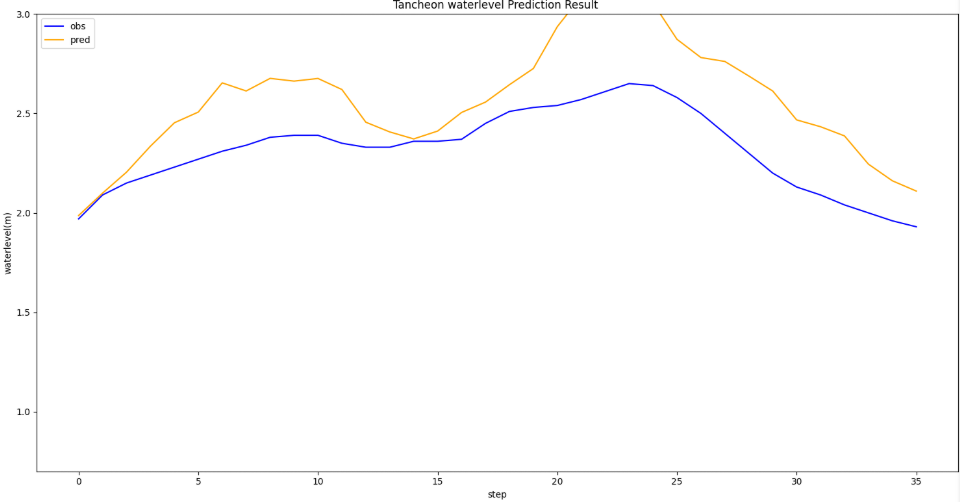 Tancheon waterlevel Prediction Result
obs
pred
3.0
2.5
2.0
1.5
1.0
waterlevel(m)
0 5 10 15 20 25 30 35
step